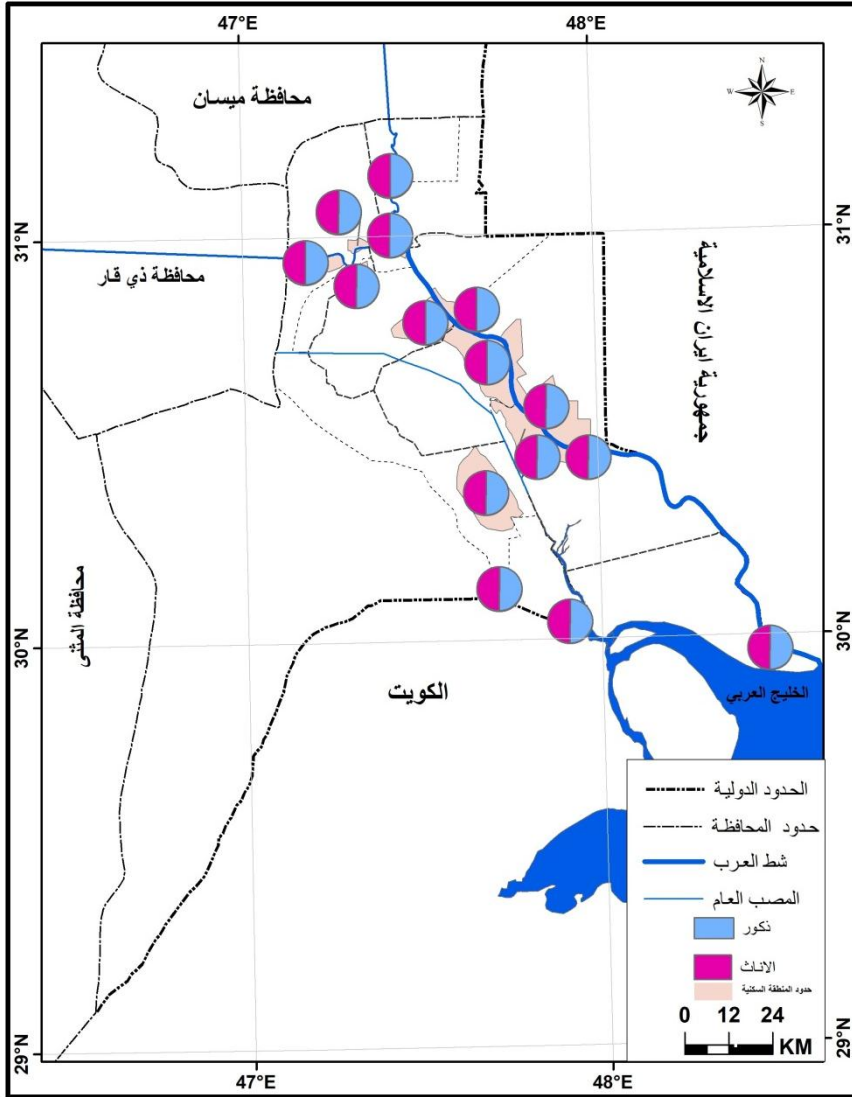 47°E
48°E
محافظة ميسان
N
W
E
S
31°N
31°N
محافظة ذي قار
جمهورية ايران الاسلامية
محافظة المثنى
30°N
30°N
الكويت
الخليج العربي
الحدود الدولية
حدود المحافظة
شط العرب
المصب العام
ذكور
الاناث
حدود المنطقة السكنية
0 12 24
KM
29°N
29°N
47°E
48°E